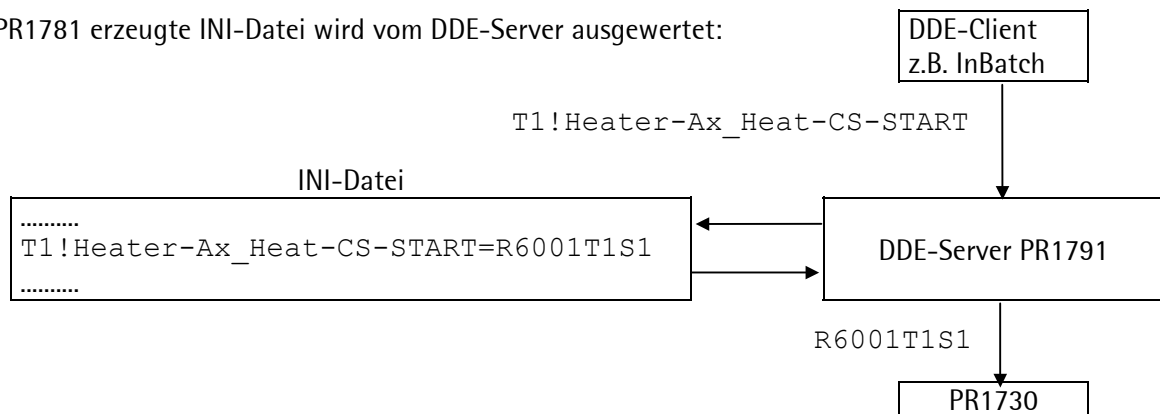 PR1781 erzeugte INI-Datei wird vom DDE-Server ausgewertet:
DDE-Client
z.B. InBatch
T1!Heater-Ax_Heat-CS-START
INI-Datei
..........
T1!Heater-Ax_Heat-CS-START=R6001T1S1
..........
DDE-Server PR1791
R6001T1S1
PR1730